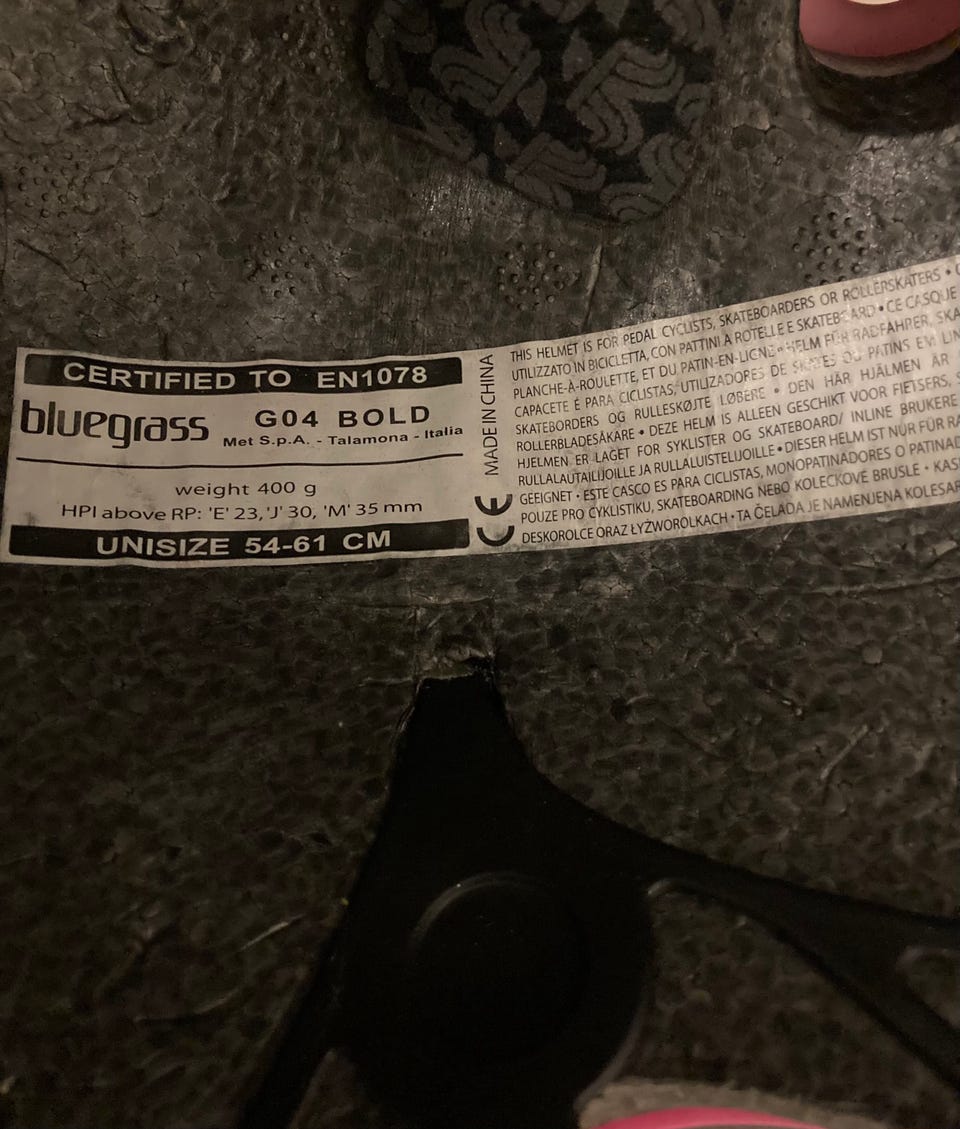 CERTIFIED TO EN1078
bluegrass
G04 BOLD
Met S.p.A. - Talamona - Italia
weight 400 g
HPI above RP: 'E' 23,'J' 30, 'M' 35 mm
UNISIZE 54-61 CM
MADE IN CHINA
CE
THIS HELMET IS FOR PEDAL CYCLISTS, SKATEBOARDERS OR ROLLERSKATERS •
UTILIZZATO IN BICICLETTA, CON PATTINI A ROTELLE E SKATEBOARD • CE CASQUE
PLANCHE-À-ROULETTE, ET DU PATIN-EN-LIGNE • HELM FÜR RADFAHRER, SKA
CAPACETE É PARA CICLISTAS, UTILIZADORES DE SKATES OU PATINS EM LIN
SKATEBORDERS OG RULLESKØJTE LØBERE • DEN HÄR HJÄLMEN ÄR
ROLLERBLADESÅKARE • DEZE HELM IS ALLEEN GESCHIKT VOOR FIETSERS, S
HJELMEN ER LAGET FOR SYKLISTER OG SKATEBOARD/ INLINE BRUKERE
RULLALAUTAILIJOILLE JA RULLALUISTELIJOILLE • DIESER HELM IST NUR FÜR RA
GEEIGNET • ESTE CASCO ES PARA CICLISTAS, MONOPATINADORES O PATINAD
POUZE PRO CYKLISTIKU, SKATEBOARDING NEBO KOLECKOVÉ BRUSLE • KAS
DESKOROLCE ORAZ ŁYŻWOROLKACH • TA ČELADA JE NAMENJENA KOLESAR